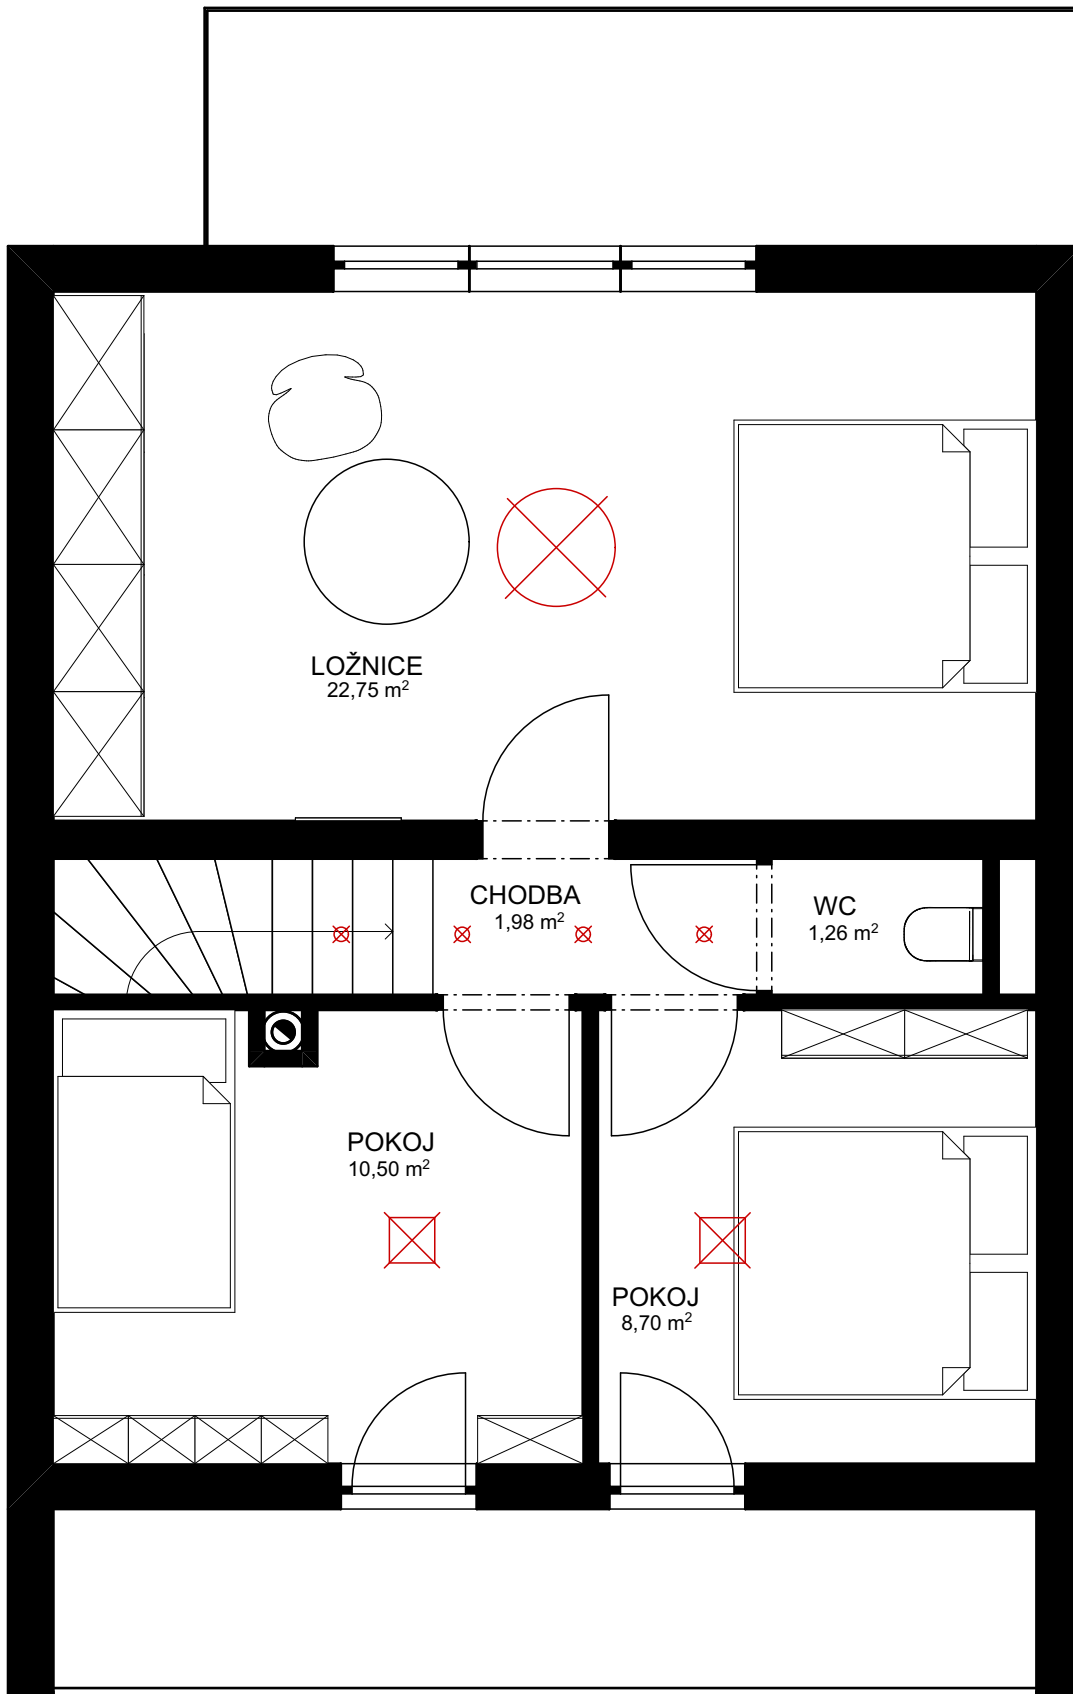 LOŽNICE
22,75 m²
CHODBA
1,98 m²
WC
1,26 m²
POKOJ
10,50 m²
POKOJ
8,70 m²